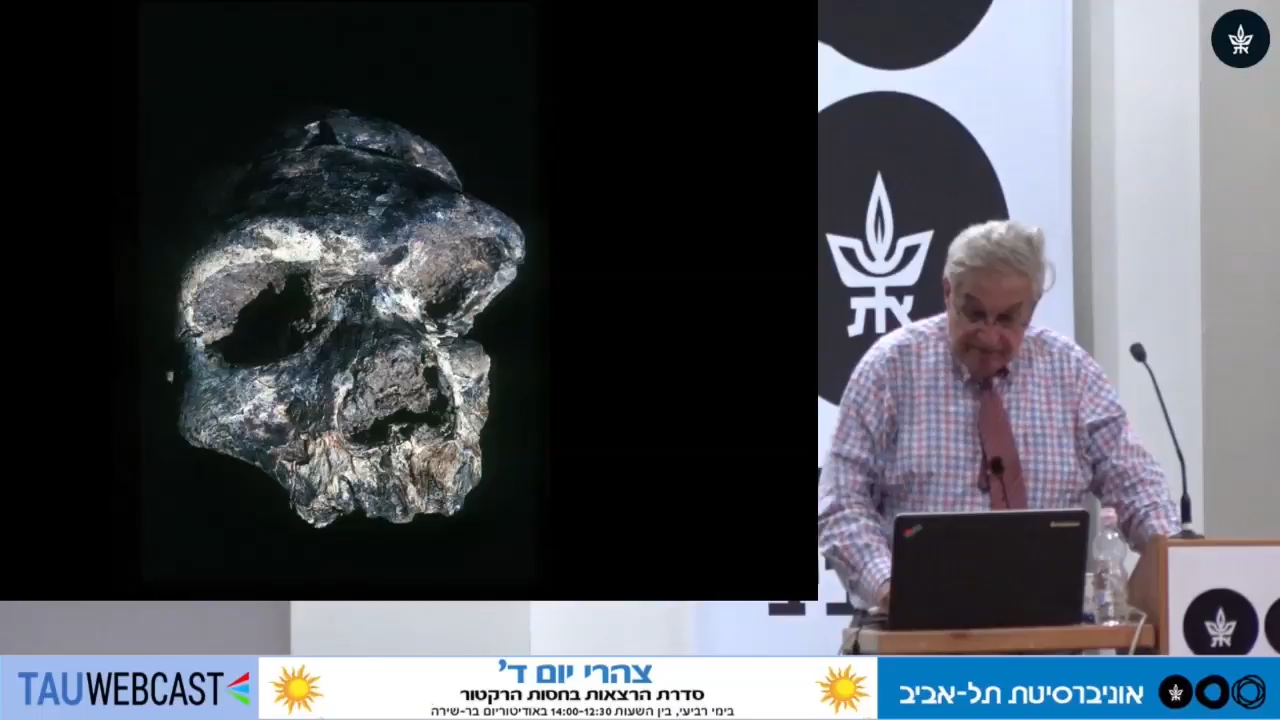 TAUWEBCAST
צהרי יום ד'
סדרת הרצאות בחסות הרקטור
בימי רביעי, בין השעות 14:00-12:30 באודיטוריום בר-שירה
אוניברסיטת תל-אביב